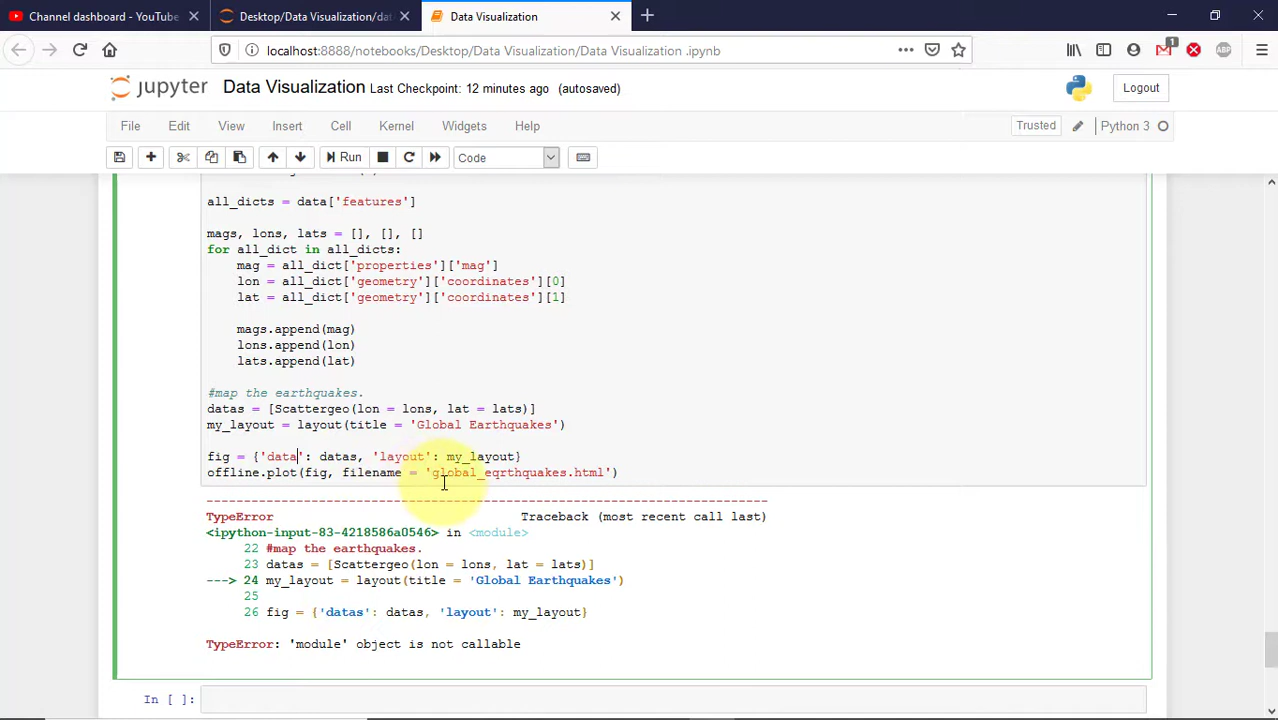 Channel dashboard - YouTube
Desktop/Data Visualization/dat
Data Visualization
localhost:8888/notebooks/Desktop/Data Visualization/Data Visualization .ipynb
1
ABP
jupyter Data Visualization Last Checkpoint: 12 minutes ago (autosaved)
Logout
File Edit View Insert Cell Kernel Widgets Help
Trusted Python 3
Run Code
all_dicts = data['features']
mags, lons, lats = [], [], []
for all_dict in all_dicts:
mag = all_dict['properties']['mag']
lon = all_dict['geometry']['coordinates'][0]
lat = all_dict['geometry']['coordinates'][1]
mags.append(mag)
lons.append(lon)
lats.append(lat)
#map the earthquakes.
datas = [Scattergeo(lon = lons, lat = lats)]
my_layout = layout(title = 'Global Earthquakes')
fig = {'data': datas, 'layout': my_layout}
offline.plot(fig, filename = 'global_eqrthquakes.html')
---------------------------------------------------------------------------
TypeError Traceback (most recent call last)
<ipython-input-83-4218586a0546> in <module>
22 #map the earthquakes.
23 datas = [Scattergeo(lon = lons, lat = lats)]
---> 24 my_layout = layout(title = 'Global Earthquakes')
25
26 fig = {'datas': datas, 'layout': my_layout}
TypeError: 'module' object is not callable
In [ ]: